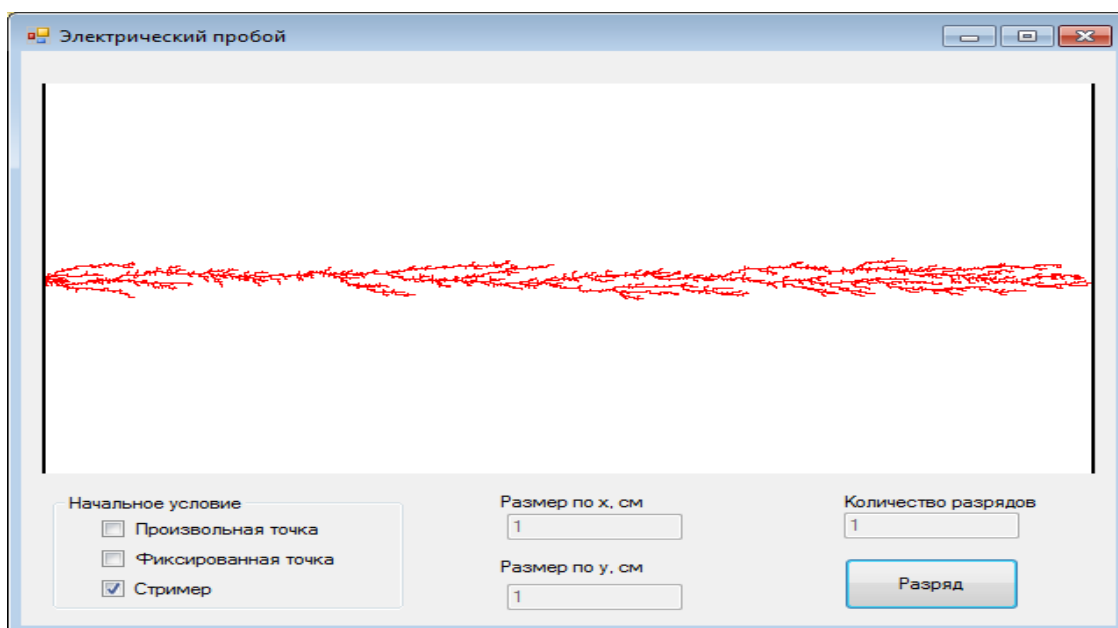 Электрический пробой
Начальное условие
Произвольная точка
Фиксированная точка
Стример
Размер по x, см
1
Размер по y, см
1
Количество разрядов
1
Разряд